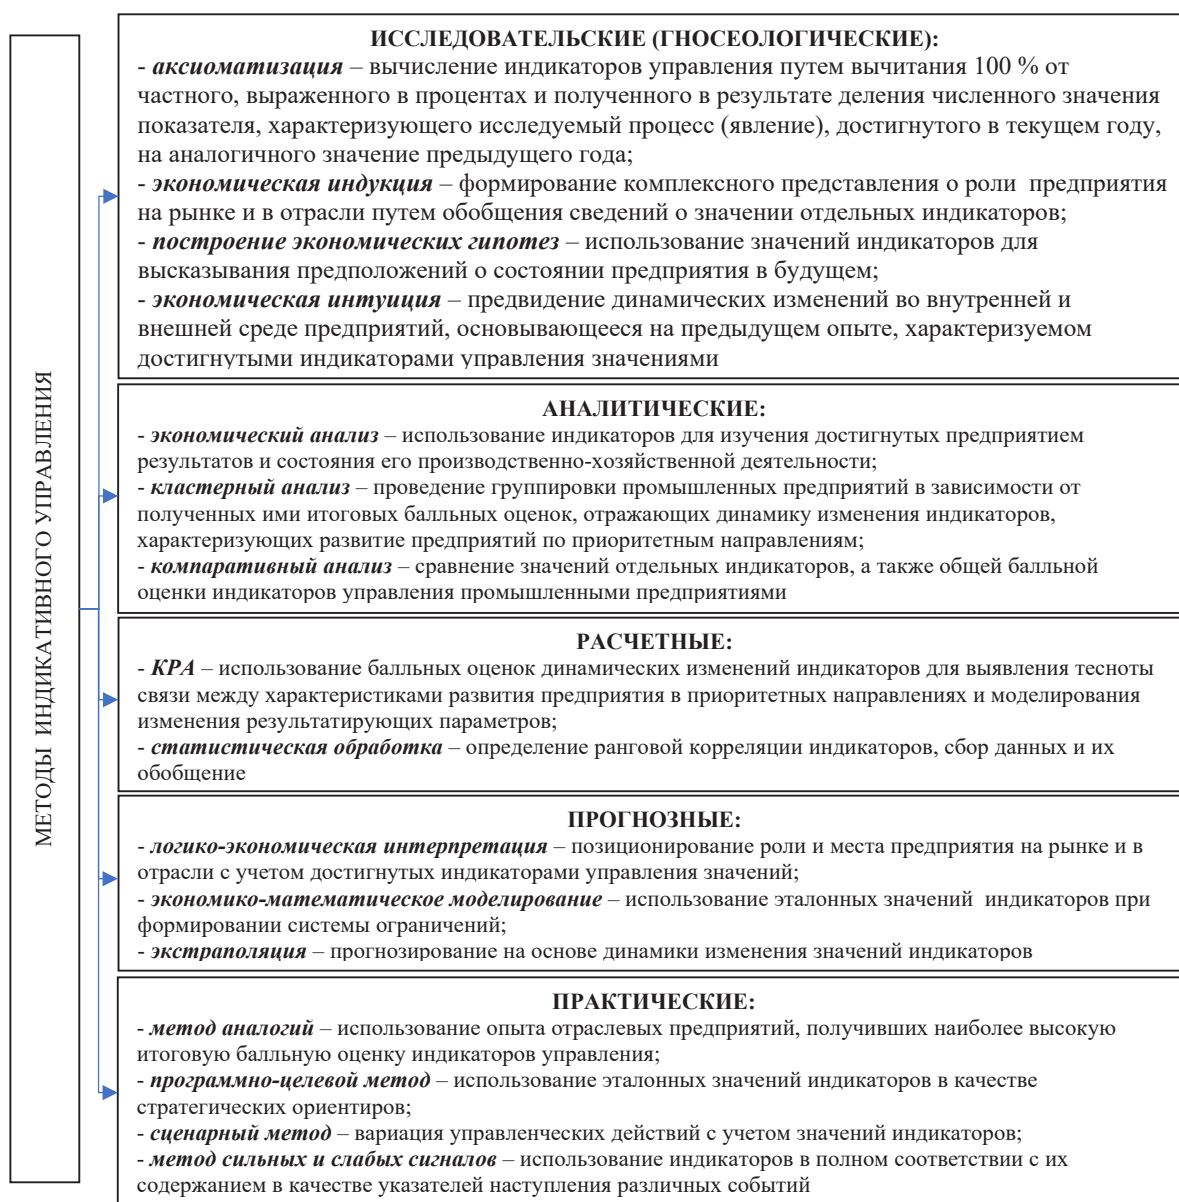 МЕТОДЫ ИНДИКАТИВНОГО УПРАВЛЕНИЯ
ИССЛЕДОВАТЕЛЬСКИЕ (ГНОСЕОЛОГИЧЕСКИЕ):
- аксиоматизация – вычисление индикаторов управления путем вычитания 100 % от
частного, выраженного в процентах и полученного в результате деления численного значения
показателя, характеризующего исследуемый процесс (явление), достигнутого в текущем году,
на аналогичного значение предыдущего года;
- экономическая индукция – формирование комплексного представления о роли предприятия
на рынке и в отрасли путем обобщения сведений о значении отдельных индикаторов;
- построение экономических гипотез – использование значений индикаторов для
высказывания предположений о состоянии предприятия в будущем;
- экономическая интуиция – предвидение динамических изменений во внутренней и
внешней среде предприятий, основывающееся на предыдущем опыте, характеризуемом
достигнутыми индикаторами управления значениями
АНАЛИТИЧЕСКИЕ:
- экономический анализ – использование индикаторов для изучения достигнутых предприятием
результатов и состояния его производственно-хозяйственной деятельности;
- кластерный анализ – проведение группировки промышленных предприятий в зависимости от
полученных ими итоговых балльных оценок, отражающих динамику изменения индикаторов,
характеризующих развитие предприятий по приоритетным направлениям;
- компаративный анализ – сравнение значений отдельных индикаторов, а также общей балльной
оценки индикаторов управления промышленными предприятиями
РАСЧЕТНЫЕ:
- КРА – использование балльных оценок динамических изменений индикаторов для выявления тесноты
связи между характеристиками развития предприятия в приоритетных направлениях и моделирования
изменения результатирующих параметров;
- статистическая обработка – определение ранговой корреляции индикаторов, сбор данных и их
обобщение
ПРОГНОЗНЫЕ:
- логико-экономическая интерпретация – позиционирование роли и места предприятия на рынке и в
отрасли с учетом достигнутых индикаторами управления значений;
- экономико-математическое моделирование – использование эталонных значений индикаторов при
формировании системы ограничений;
- экстраполяция – прогнозирование на основе динамики изменения значений индикаторов
ПРАКТИЧЕСКИЕ:
- метод аналогий – использование опыта отраслевых предприятий, получивших наиболее высокую
итоговую балльную оценку индикаторов управления;
- программно-целевой метод – использование эталонных значений индикаторов в качестве
стратегических ориентиров;
- сценарный метод – вариация управленческих действий с учетом значений индикаторов;
- метод сильных и слабых сигналов – использование индикаторов в полном соответствии с их
содержанием в качестве указателей наступления различных событий